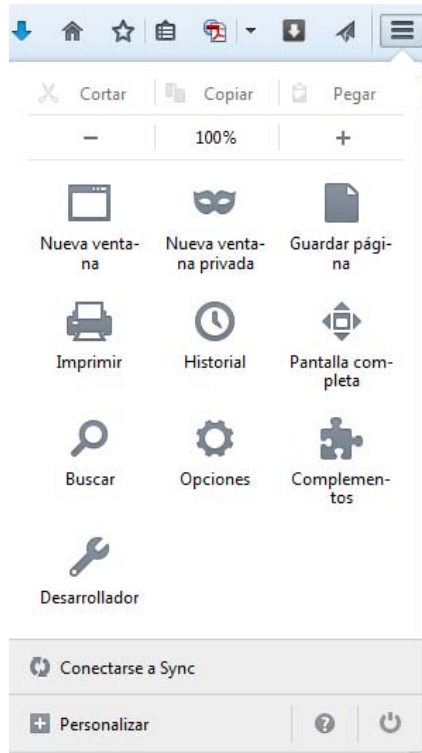 Cortar Copiar Pegar
− 100% +
Nueva venta- Nueva venta- Guardar pági-
na na privada na
Imprimir Historial Pantalla com-
pleta
Buscar Opciones Complemen-
tos
Desarrollador
Conectarse a Sync
Personalizar